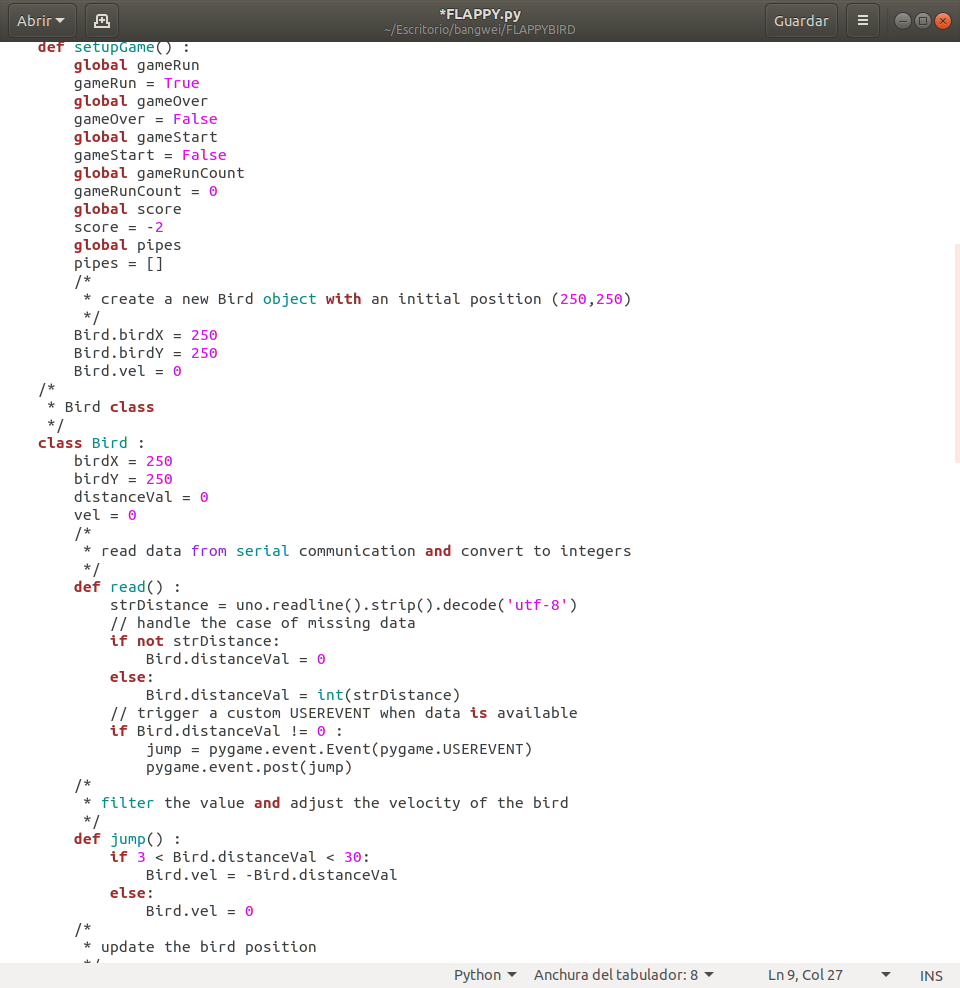 Abrir
*FLAPPY.py
~/Escritorio/bangwei/FLAPPYBIRD
Guardar
def setupGame() :
    global gameRun
    gameRun = True
    global gameOver
    gameOver = False
    global gameStart
    gameStart = False
    global gameRunCount
    gameRunCount = 0
    global score
    score = -2
    global pipes
    pipes = []
    /*
     * create a new Bird object with an initial position (250,250)
     */
    Bird.birdX = 250
    Bird.birdY = 250
    Bird.vel = 0
/*
 * Bird class
 */
class Bird :
    birdX = 250
    birdY = 250
    distanceVal = 0
    vel = 0
    /*
     * read data from serial communication and convert to integers
     */
    def read() :
        strDistance = uno.readline().strip().decode('utf-8')
        // handle the case of missing data
        if not strDistance:
            Bird.distanceVal = 0
        else:
            Bird.distanceVal = int(strDistance)
        // trigger a custom USEREVENT when data is available
        if Bird.distanceVal != 0 :
            jump = pygame.event.Event(pygame.USEREVENT)
            pygame.event.post(jump)
    /*
     * filter the value and adjust the velocity of the bird
     */
    def jump() :
        if 3 < Bird.distanceVal < 30:
            Bird.vel = -Bird.distanceVal
        else:
            Bird.vel = 0
    /*
     * update the bird position
     */
Python
Anchura del tabulador: 8
Ln 9, Col 27
INS